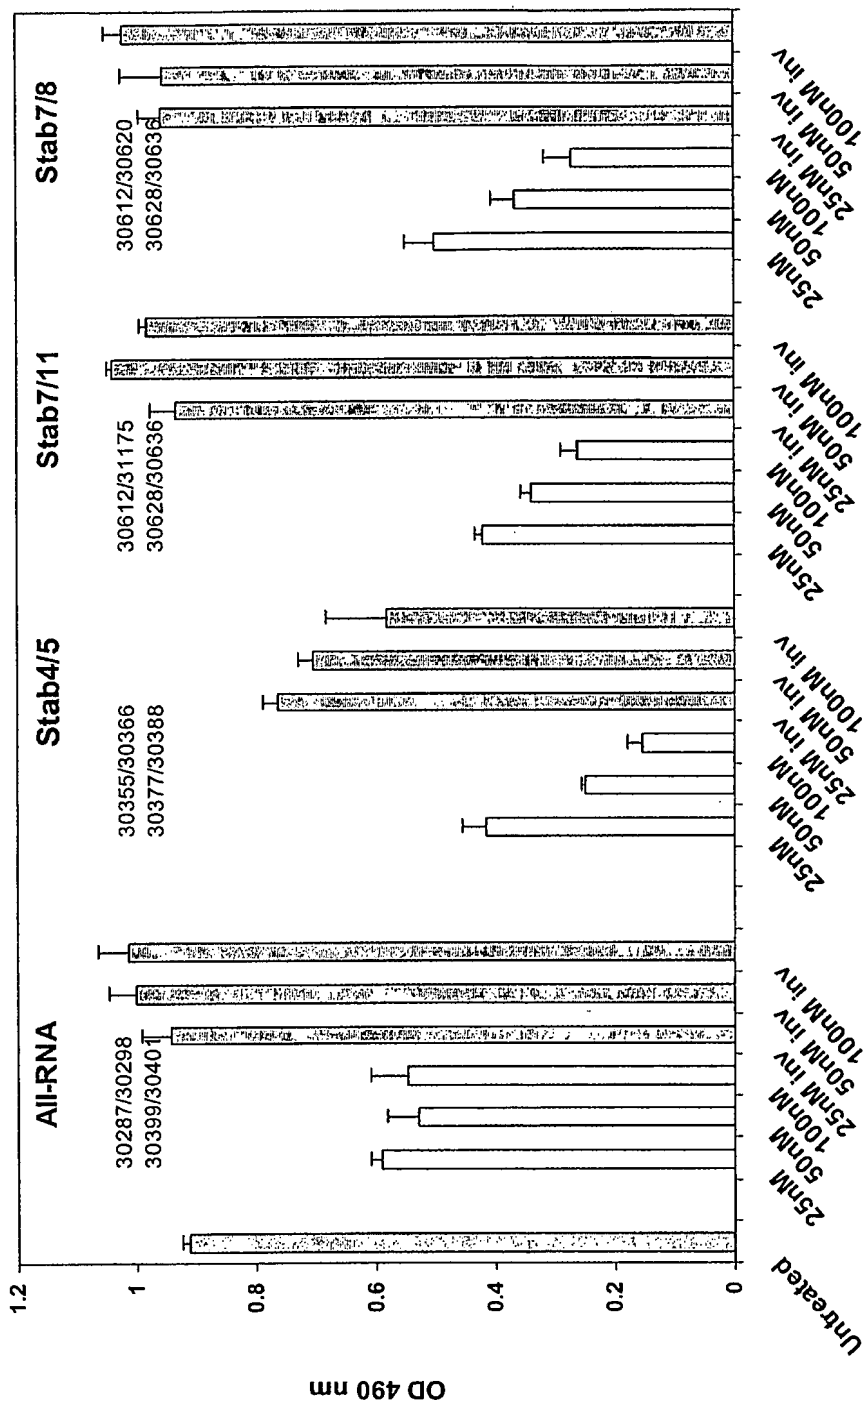 All-RNA
Stab4/5
Stab7/11
Stab7/8
30287/30298
30399/30401
30355/30366
30377/30388
30612/31175
30628/30636
30612/30620
30628/30636
OD 490 nm
1.2
1
0.8
0.6
0.4
0.2
0
Untreated
25nM
50nM
100nM
25nM inv
50nM inv
100nM inv
25nM
50nM
100nM
25nM inv
50nM inv
100nM inv
25nM
50nM
100nM
25nM inv
50nM inv
100nM inv
25nM
50nM
100nM
25nM inv
50nM inv
100nM inv